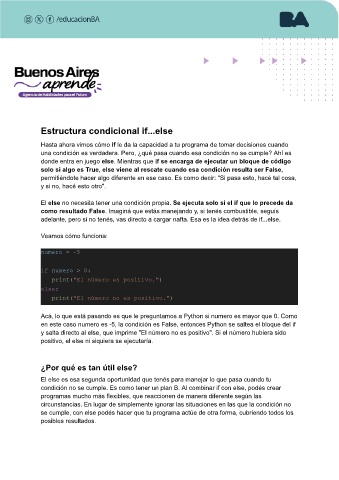 /educacionBA
BA
Buenos Aires
aprende
Agencia de Habilidades para el Futuro
Estructura condicional if...else
Hasta ahora vimos cómo if le da la capacidad a tu programa de tomar decisiones cuando
una condición es verdadera. Pero, ¿qué pasa cuando esa condición no se cumple? Ahí es
donde entra en juego else. Mientras que if se encarga de ejecutar un bloque de código
solo si algo es True, else viene al rescate cuando esa condición resulta ser False,
permitiéndole hacer algo diferente en ese caso. Es como decir: "Si pasa esto, hacé tal cosa,
y si no, hacé esto otro".
El else no necesita tener una condición propia. Se ejecuta solo si el if que lo precede da
como resultado False. Imaginá que estás manejando y, si tenés combustible, seguís
adelante, pero si no tenés, vas directo a cargar nafta. Esa es la idea detrás de if...else.
Veamos cómo funciona:
numero = -5
if numero > 0:
print("El número es positivo.")
else:
print("El número no es positivo.")
Acá, lo que está pasando es que le preguntamos a Python si numero es mayor que 0. Como
en este caso numero es -5, la condición es False, entonces Python se saltea el bloque del if
y salta directo al else, que imprime "El número no es positivo". Si el número hubiera sido
positivo, el else ni siquiera se ejecutaría.
¿Por qué es tan útil else?
El else es esa segunda oportunidad que tenés para manejar lo que pasa cuando tu
condición no se cumple. Es como tener un plan B. Al combinar if con else, podés crear
programas mucho más flexibles, que reaccionen de manera diferente según las
circunstancias. En lugar de simplemente ignorar las situaciones en las que la condición no
se cumple, con else podés hacer que tu programa actúe de otra forma, cubriendo todos los
posibles resultados.